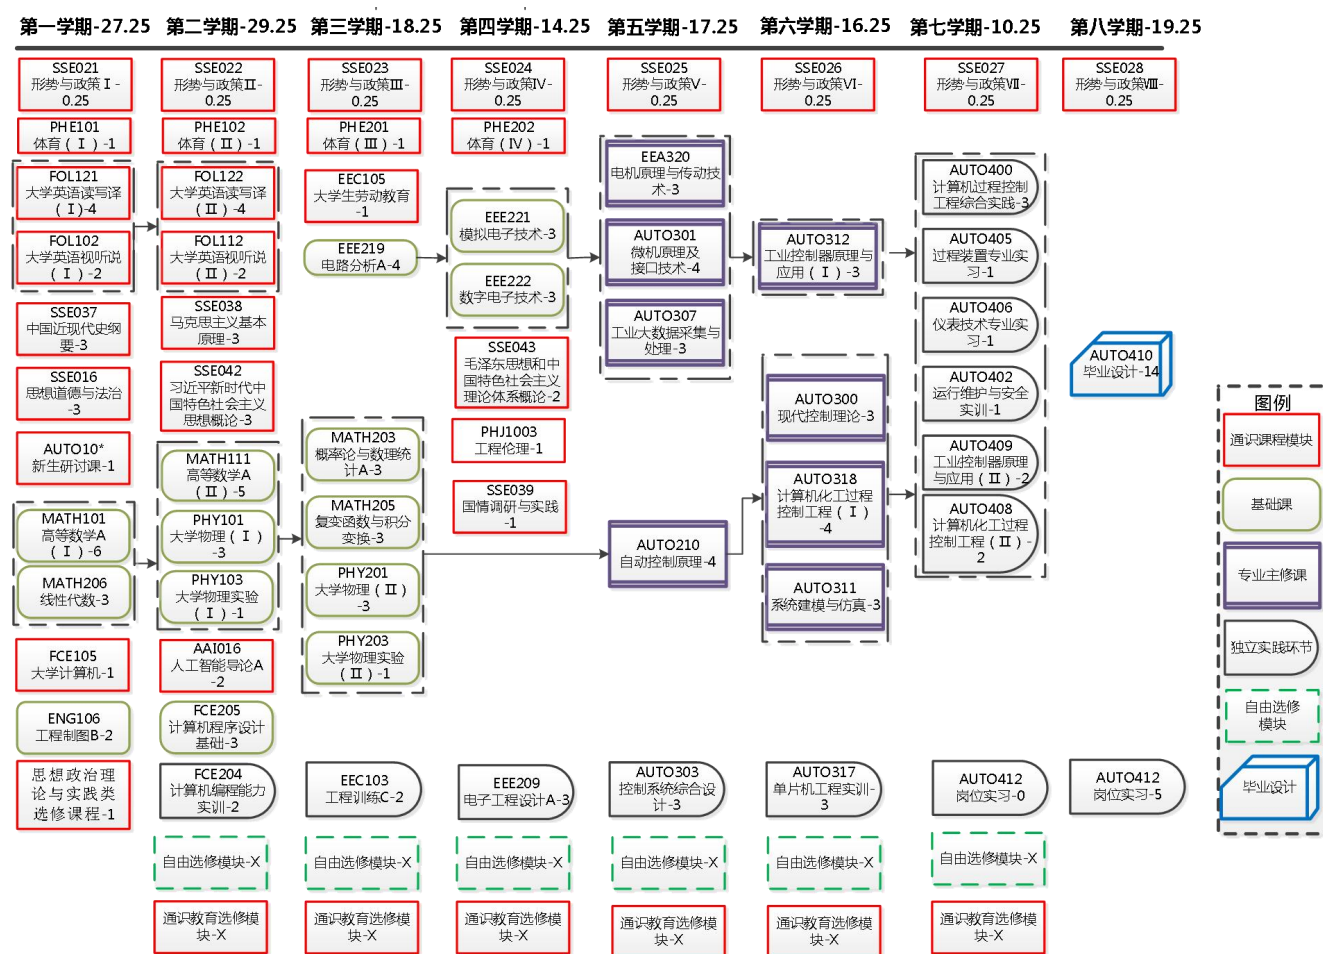 第一学期-27.25
第二学期-29.25
第三学期-18.25
第四学期-14.25
第五学期-17.25
第六学期-16.25
第七学期-10.25
第八学期-19.25
SSE021
形势与政策Ⅰ-
0.25
PHE101
体育(Ⅰ)-1
FOL121
大学英语读写译
(Ⅰ)-4
FOL102
大学英语视听说
(Ⅰ)-2
SSE037
中国近现代史纲
要-3
SSE016
思想道德与法治
-3
AUTO10*
新生研讨课-1
MATH101
高等数学A
(Ⅰ)-6
MATH206
线性代数-3
FCE105
大学计算机-1
ENG106
工程制图B-2
思想政治理
论与实践类
选修课程-1
SSE022
形势与政策Ⅱ-
0.25
PHE102
体育(Ⅱ)-1
FOL122
大学英语读写译
(Ⅱ)-4
FOL112
大学英语视听说
(Ⅱ)-2
SSE038
马克思主义基本
原理-3
SSE042
习近平新时代中
国特色社会主义
思想概论-3
MATH111
高等数学A
(Ⅱ)-5
PHY101
大学物理(Ⅰ)
-3
PHY103
大学物理实验
(Ⅰ)-1
AAI016
人工智能导论A
-2
FCE205
计算机程序设计
基础-3
FCE204
计算机编程能力
实训-2
自由选修模块-X
通识教育选修模
块-X
SSE023
形势与政策Ⅲ-
0.25
PHE201
体育(Ⅲ)-1
EEC105
大学生劳动教育
-1
EEE219
电路分析A-4
MATH203
概率论与数理统
计A-3
MATH205
复变函数与积分
变换-3
PHY201
大学物理(Ⅱ)
-3
PHY203
大学物理实验
(Ⅱ)-1
EEC103
工程训练C-2
自由选修模块-X
通识教育选修模
块-X
SSE024
形势与政策Ⅳ-
0.25
PHE202
体育(Ⅳ)-1
EEE221
模拟电子技术-3
EEE222
数字电子技术-3
SSE043
毛泽东思想和中
国特色社会主义
理论体系概论-2
PHJ1003
工程伦理-1
SSE039
国情调研与实践
-1
EEE209
电子工程设计A-3
自由选修模块-X
通识教育选修模
块-X
SSE025
形势与政策Ⅴ-
0.25
EEA320
电机原理与传动技
术-3
AUTO301
微机原理及
接口技术-4
AUTO307
工业大数据采集与
处理-3
AUTO210
自动控制原理-4
AUTO303
控制系统综合设
计-3
自由选修模块-X
通识教育选修模
块-X
SSE026
形势与政策Ⅵ-
0.25
AUTO312
工业控制器原理与
应用(Ⅰ)-3
AUTO300
现代控制理论-3
AUTO318
计算机化工过程
控制工程(Ⅰ)
-4
AUTO311
系统建模与仿真-3
AUTO317
单片机工程实训-
3
自由选修模块-X
通识教育选修模
块-X
SSE027
形势与政策Ⅶ-
0.25
AUTO400
计算机过程控制
工程综合实践-3
AUTO405
过程装置专业实
习-1
AUTO406
仪表技术专业实
习-1
AUTO402
运行维护与安全
实训-1
AUTO409
工业控制器原理
与应用(Ⅱ)-2
AUTO408
计算机化工过程
控制工程(Ⅱ)-
2
AUTO412
岗位实习-0
自由选修模块-X
通识教育选修模
块-X
SSE028
形势与政策Ⅷ-
0.25
AUTO410
毕业设计-14
AUTO412
岗位实习-5
图例
通识课程模块
基础课
专业主修课
独立实践环节
自由选修
模块
毕业设计